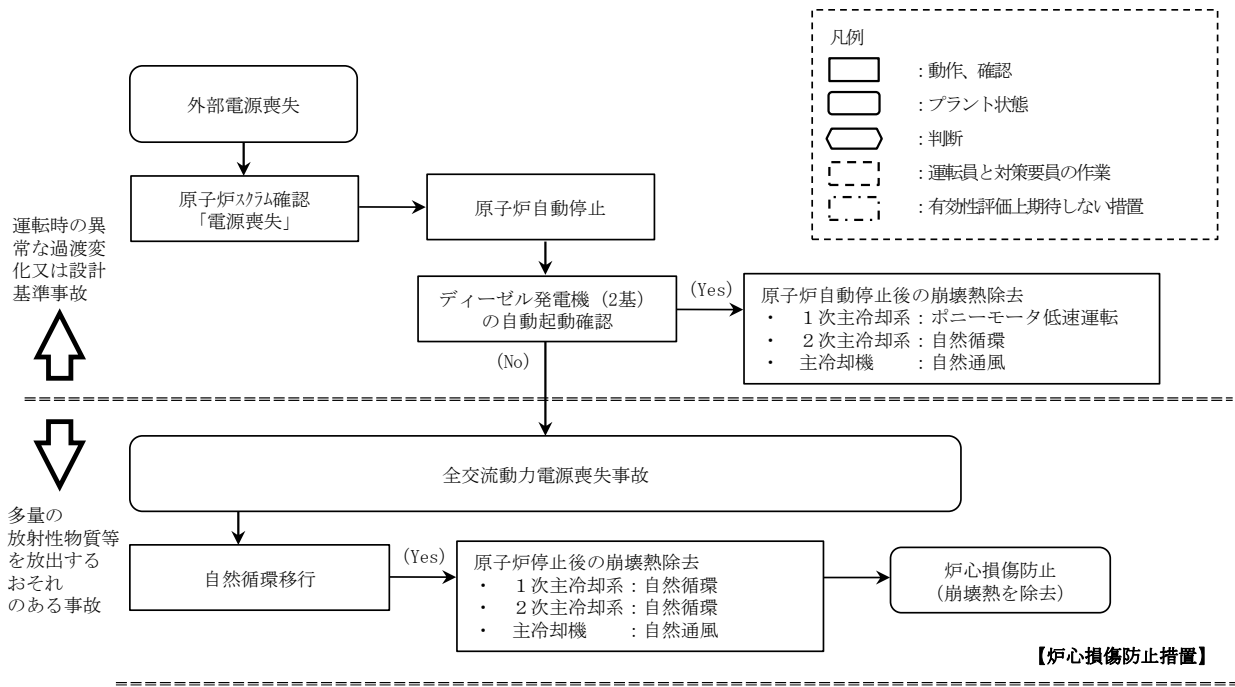 凡例
：動作、確認
：プラント状態
：判断
：運転員と対策要員の作業
：有効性評価上期待しない措置
外部電源喪失
原子炉ｽｸﾗﾑ確認
「電源喪失」
原子炉自動停止
運転時の異
常な過渡変
化又は設計
基準事故
ディーゼル発電機（2基）
の自動起動確認
(Yes)
(No)
原子炉自動停止後の崩壊熱除去
・　１次主冷却系：ポニーモータ低速運転
・　２次主冷却系：自然循環
・　主冷却機　　：自然通風
全交流動力電源喪失事故
多量の
放射性物質等
を放出する
おそれ
のある事故
自然循環移行
(Yes)
原子炉停止後の崩壊熱除去
・　１次主冷却系：自然循環
・　２次主冷却系：自然循環
・　主冷却機　　：自然通風
炉心損傷防止
（崩壊熱を除去）
【炉心損傷防止措置】